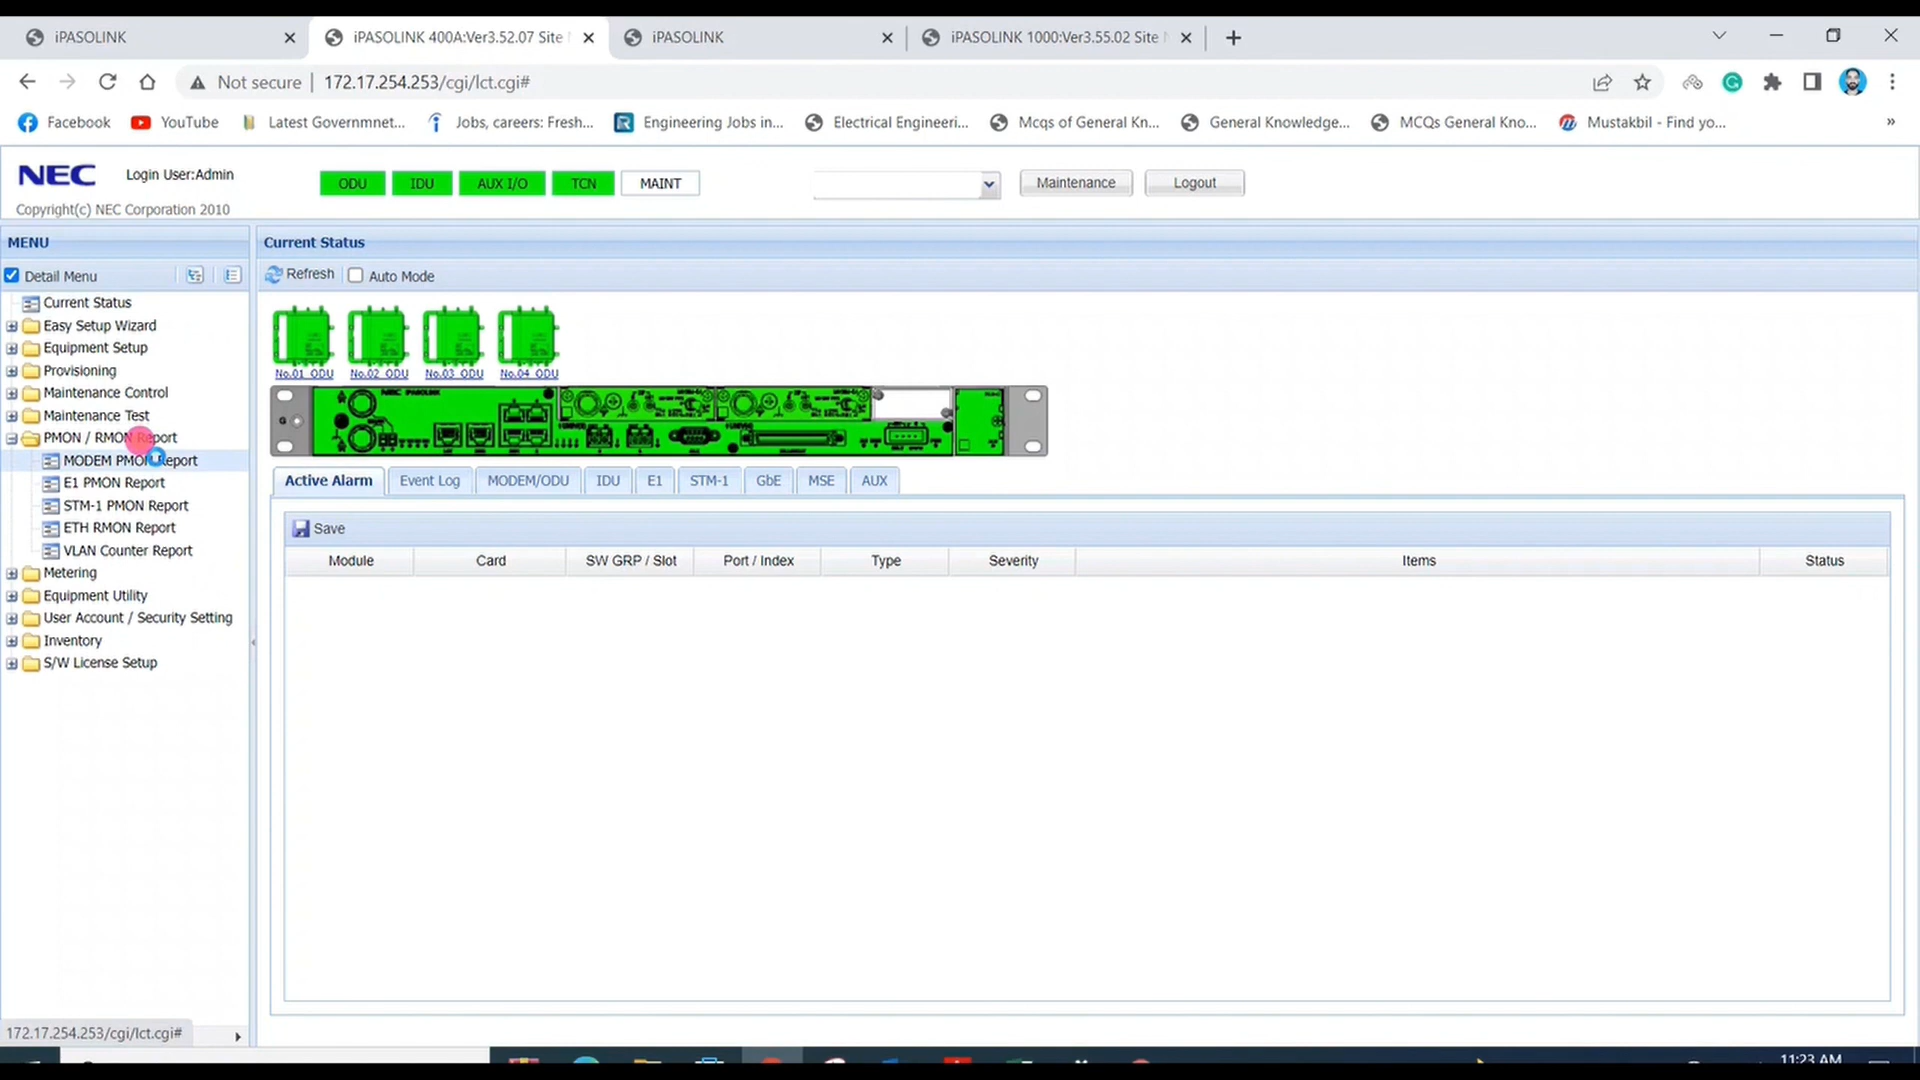 iPASOLINK
iPASOLINK 400A:Ver3.52.07 Site
iPASOLINK
iPASOLINK 1000:Ver3.55.02 Site N
Not secure | 172.17.254.253/cgi/lct.cgi#
Facebook YouTube Latest Governmnet... Jobs, careers: Fresh... Engineering Jobs in... Electrical Engineeri... Mcqs of General Kn... General Knowledge... MCQs General Kno... Mustakbil - Find yo... »
NEC Login User:Admin
ODU IDU AUX I/O TCN MAINT Maintenance Logout
Copyright(c) NEC Corporation 2010
MENU
Detail Menu
Current Status
Easy Setup Wizard
Equipment Setup
Provisioning
Maintenance Control
Maintenance Test
PMON / RMON Report
MODEM PMON Report
E1 PMON Report
STM-1 PMON Report
ETH RMON Report
VLAN Counter Report
Metering
Equipment Utility
User Account / Security Setting
Inventory
S/W License Setup
Current Status
Refresh Auto Mode
No.01 ODU No.02 ODU No.03 ODU No.04 ODU
NEC iPASOLINK
Active Alarm Event Log MODEM/ODU IDU E1 STM-1 GbE MSE AUX
Save
Module Card SW GRP / Slot Port / Index Type Severity Items Status
172.17.254.253/cgi/lct.cgi#
11:23 AM